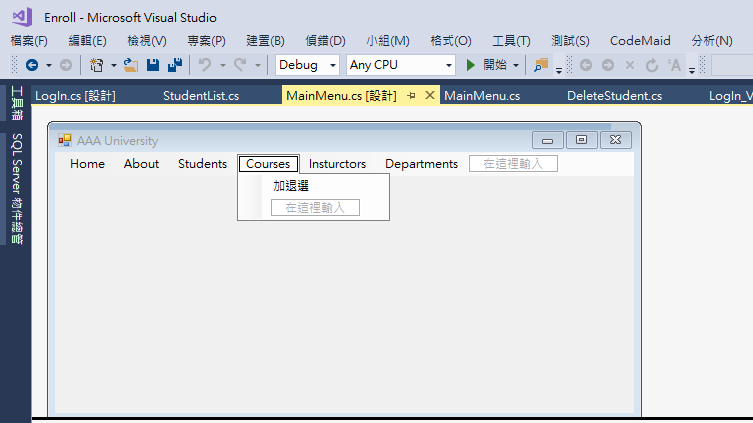 Enroll - Microsoft Visual Studio
檔案(F) 編輯(E) 檢視(V) 專案(P) 建置(B) 偵錯(D) 小組(M) 格式(O) 工具(T) 測試(S) CodeMaid 分析(N)
Debug Any CPU 開始
工具箱
SQL Server 物件總管
LogIn.cs [設計] StudentList.cs MainMenu.cs [設計] MainMenu.cs DeleteStudent.cs LogIn_V
AAA University
Home About Students Courses Insturctors Departments 在這裡輸入
加退選
在這裡輸入